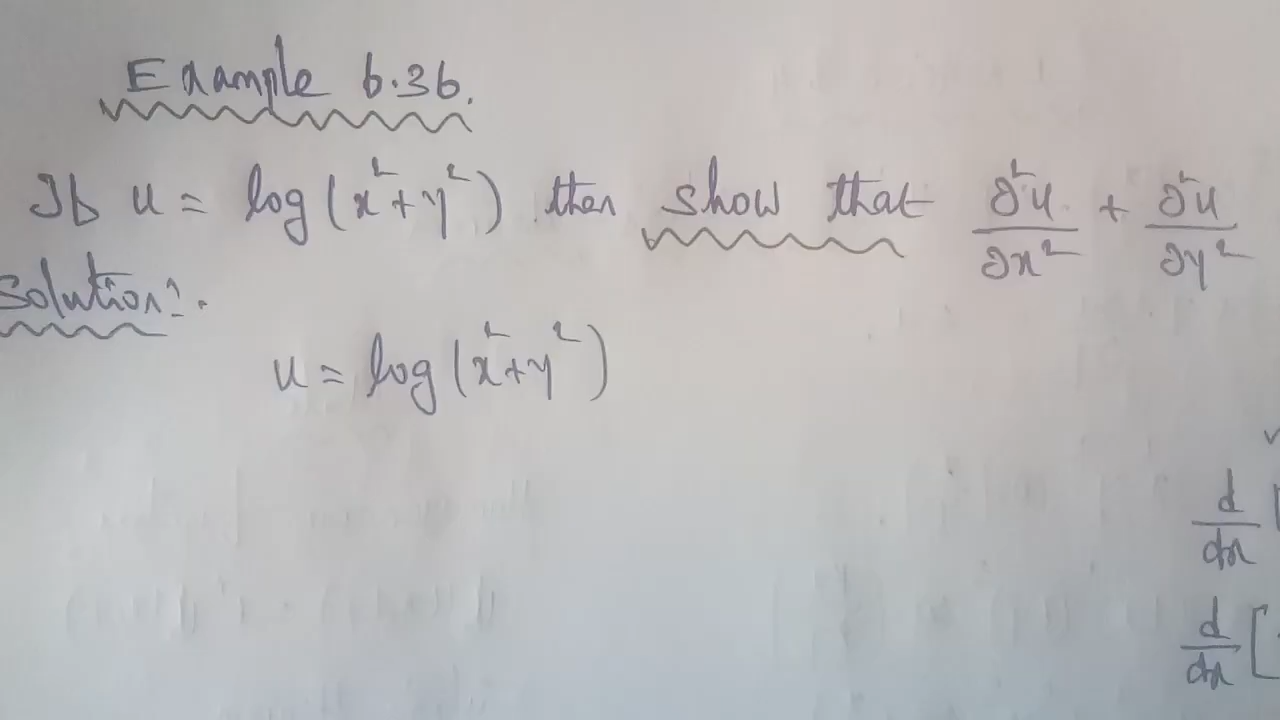 Example 6.36.
If u = log(x²+y²) then show that ∂²u/∂x² + ∂²u/∂y²
Solution:.
u = log(x²+y²)
d/dx
d/dx [